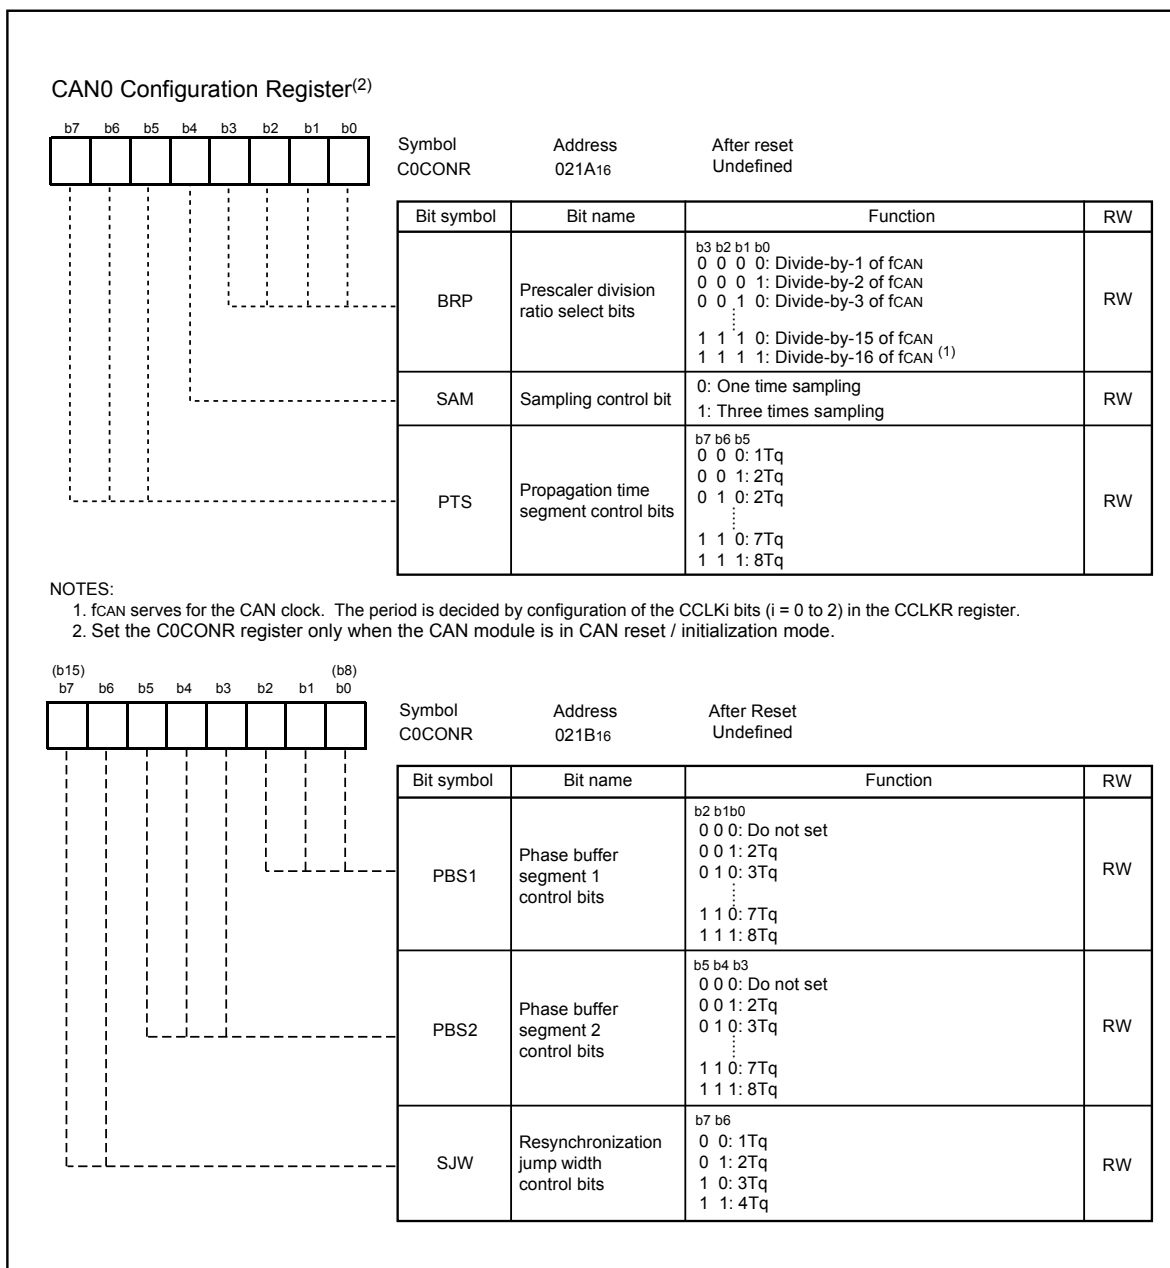 CAN0 Configuration Register(2)
b7 b6 b5 b4 b3 b2 b1 b0
Symbol Address After reset
C0CONR 021A16 Undefined
Bit symbol Bit name Function RW
BRP
Prescaler division
ratio select bits
b3 b2 b1 b0
0 0 0 0: Divide-by-1 of fCAN
0 0 0 1: Divide-by-2 of fCAN
0 0 1 0: Divide-by-3 of fCAN
1 1 1 0: Divide-by-15 of fCAN
1 1 1 1: Divide-by-16 of fCAN (1)
RW
SAM
Sampling control bit
0: One time sampling
1: Three times sampling
RW
PTS
Propagation time
segment control bits
b7 b6 b5
0 0 0: 1Tq
0 0 1: 2Tq
0 1 0: 2Tq
1 1 0: 7Tq
1 1 1: 8Tq
RW
NOTES:
1. fCAN serves for the CAN clock. The period is decided by configuration of the CCLKi bits (i = 0 to 2) in the CCLKR register.
2. Set the C0CONR register only when the CAN module is in CAN reset / initialization mode.
(b15) (b8)
b7 b6 b5 b4 b3 b2 b1 b0
Symbol Address After Reset
C0CONR 021B16 Undefined
Bit symbol Bit name Function RW
PBS1
Phase buffer
segment 1
control bits
b2 b1b0
0 0 0: Do not set
0 0 1: 2Tq
0 1 0: 3Tq
1 1 0: 7Tq
1 1 1: 8Tq
RW
PBS2
Phase buffer
segment 2
control bits
b5 b4 b3
0 0 0: Do not set
0 0 1: 2Tq
0 1 0: 3Tq
1 1 0: 7Tq
1 1 1: 8Tq
RW
SJW
Resynchronization
jump width
control bits
b7 b6
0 0: 1Tq
0 1: 2Tq
1 0: 3Tq
1 1: 4Tq
RW